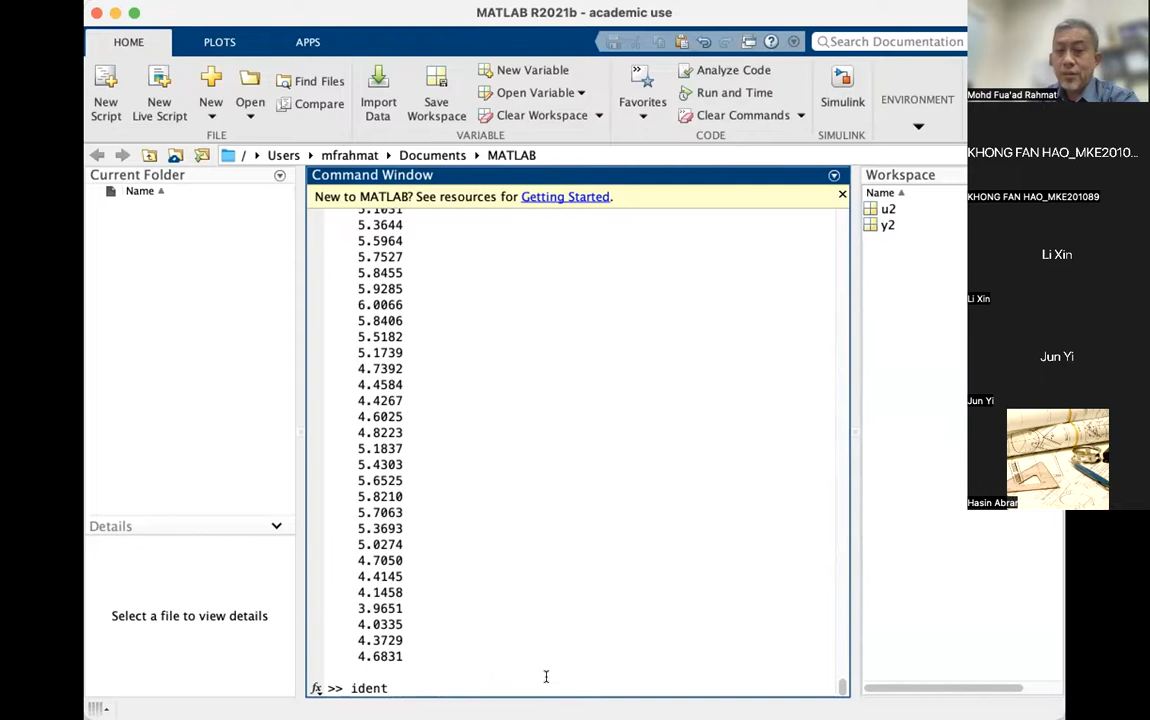 MATLAB R2021b - academic use
HOME
PLOTS
APPS
Search Documentation
New Script
New Live Script
New
Open
Find Files
Compare
FILE
Import Data
Save Workspace
New Variable
Open Variable
Clear Workspace
VARIABLE
Favorites
Analyze Code
Run and Time
Clear Commands
CODE
Simulink
SIMULINK
ENVIRONMENT
/ Users mfrahmat Documents MATLAB
Current Folder
Name
Details
Select a file to view details
Command Window
New to MATLAB? See resources for Getting Started.
5.1031
5.3644
5.5964
5.7527
5.8455
5.9285
6.0066
5.8406
5.5182
5.1739
4.7392
4.4584
4.4267
4.6025
4.8223
5.1837
5.4303
5.6525
5.8210
5.7063
5.3693
5.0274
4.7050
4.4145
4.1458
3.9651
4.0335
4.3729
4.6831
fx >> ident
Workspace
Name
u2
y2
Mohd Fua'ad Rahmat
KHONG FAN HAO_MKE2010...
KHONG FAN HAO_MKE201089
Li Xin
Li Xin
Jun Yi
Jun Yi
Hasin Abrar